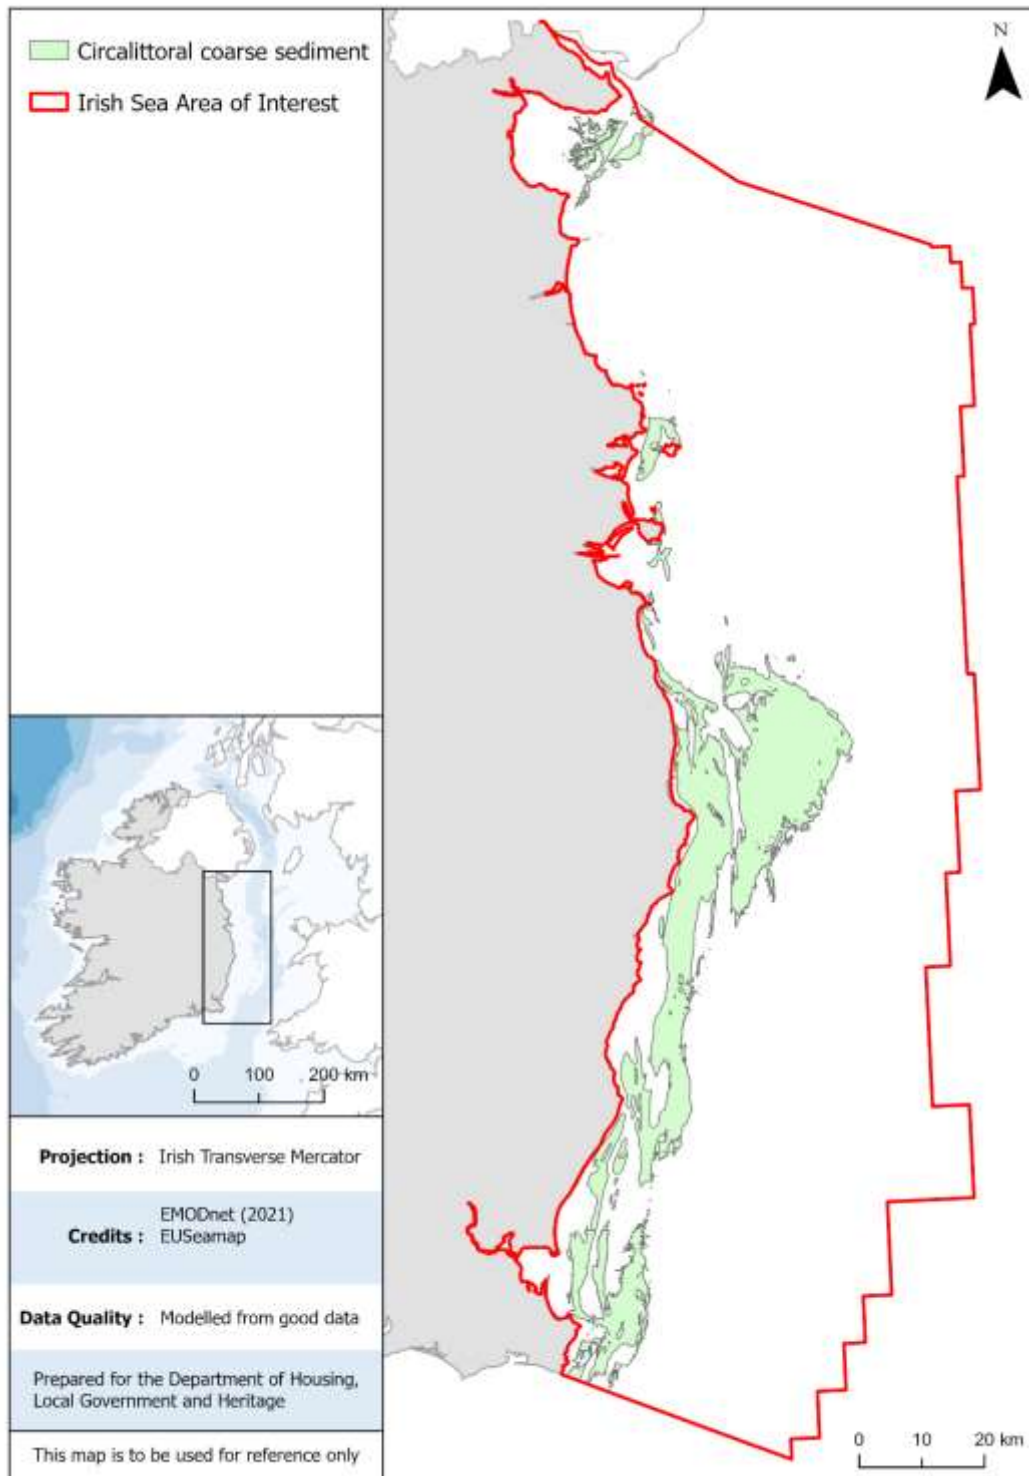 Circalittoral coarse sediment
Irish Sea Area of Interest
N
0 100 200 km
Projection : Irish Transverse Mercator
EMODnet (2021)
Credits : EUSeamap
Data Quality : Modelled from good data
Prepared for the Department of Housing,
Local Government and Heritage
This map is to be used for reference only
0 10 20 km